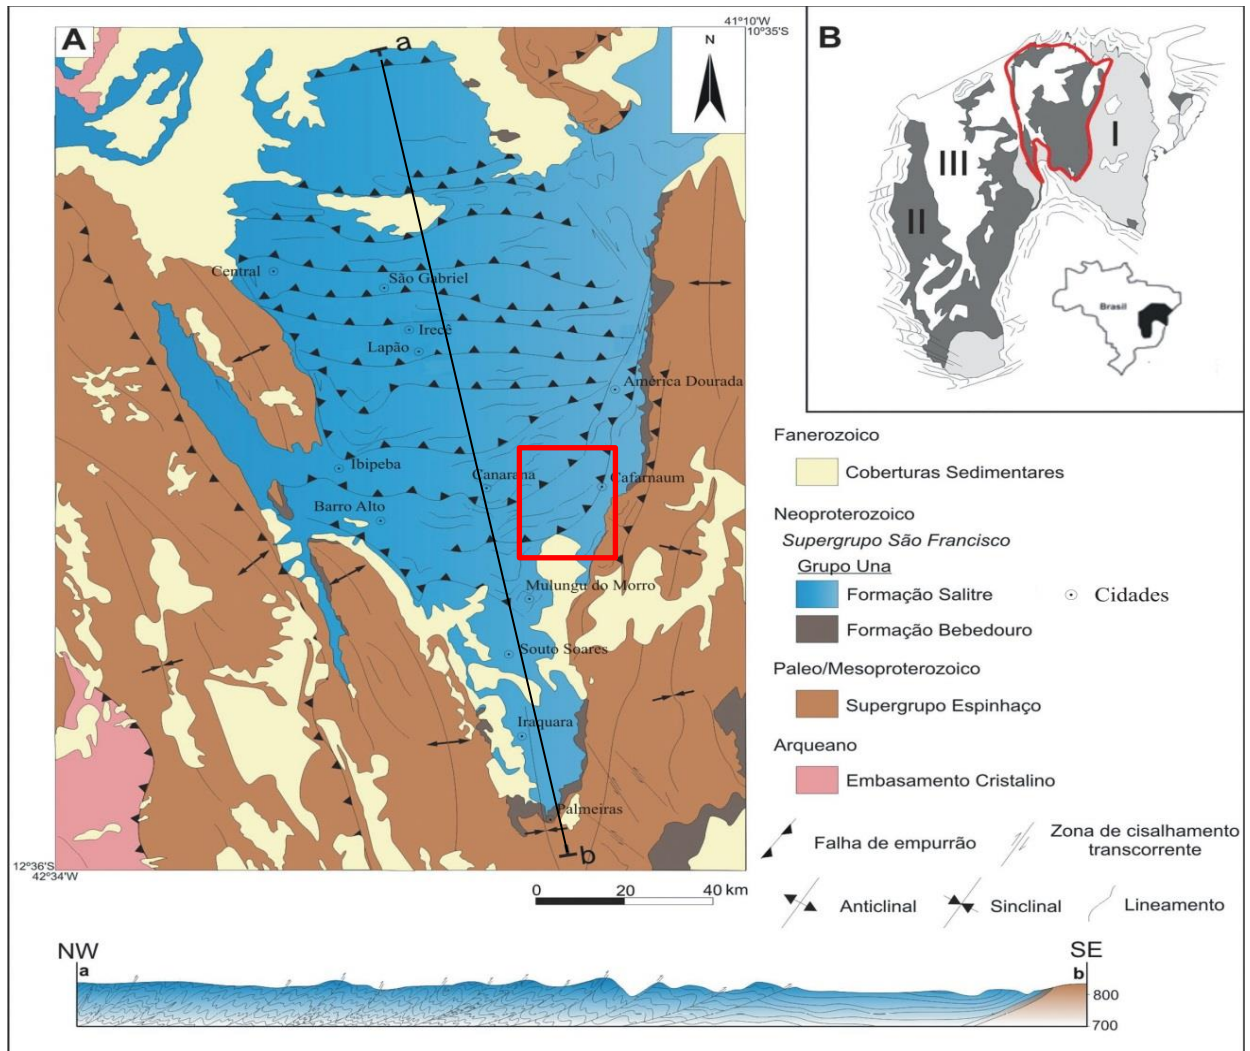 A
a
41°10'W
10°35'S
N
Central
São Gabriel
Irecê
Lapão
América Dourada
Ibipeba
Canarana
Cafarnaum
Barro Alto
Mulungu do Morro
Souto Soares
Iraquara
Palmeiras
b
12°36'S
42°34'W
0 20 40 km
B
I
III
II
Brasil
Fanerozoico
Coberturas Sedimentares
Neoproterozoico
Supergrupo São Francisco
Grupo Una
Formação Salitre
Cidades
Formação Bebedouro
Paleo/Mesoproterozoico
Supergrupo Espinhaço
Arqueano
Embasamento Cristalino
Falha de empurrão
Zona de cisalhamento
transcorrente
Anticlinal
Sinclinal
Lineamento
NW
SE
a
b
800
700